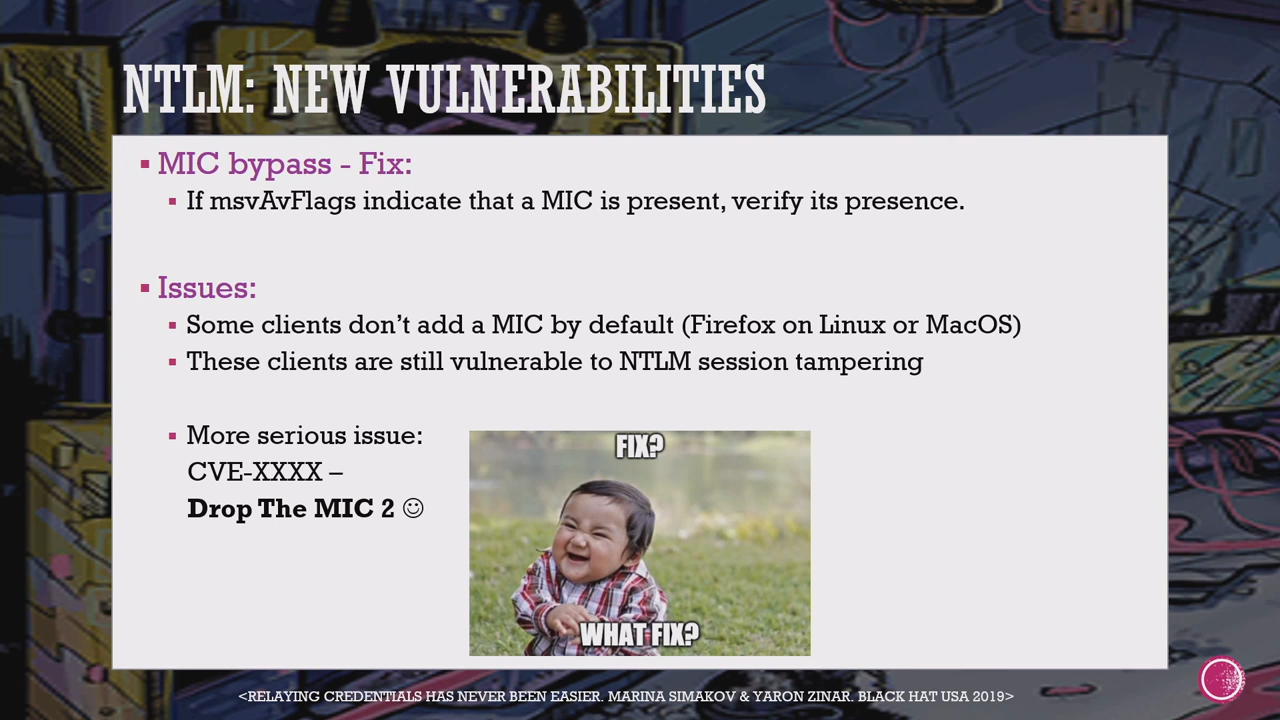 NTLM: NEW VULNERABILITIES
MIC bypass - Fix:
If msvAvFlags indicate that a MIC is present, verify its presence.
Issues:
Some clients don’t add a MIC by default (Firefox on Linux or MacOS)
These clients are still vulnerable to NTLM session tampering
More serious issue:
CVE-XXXX –
Drop The MIC 2 ☺
FIX?
WHAT FIX?
<RELAYING CREDENTIALS HAS NEVER BEEN EASIER. MARINA SIMAKOV & YARON ZINAR. BLACK HAT USA 2019>